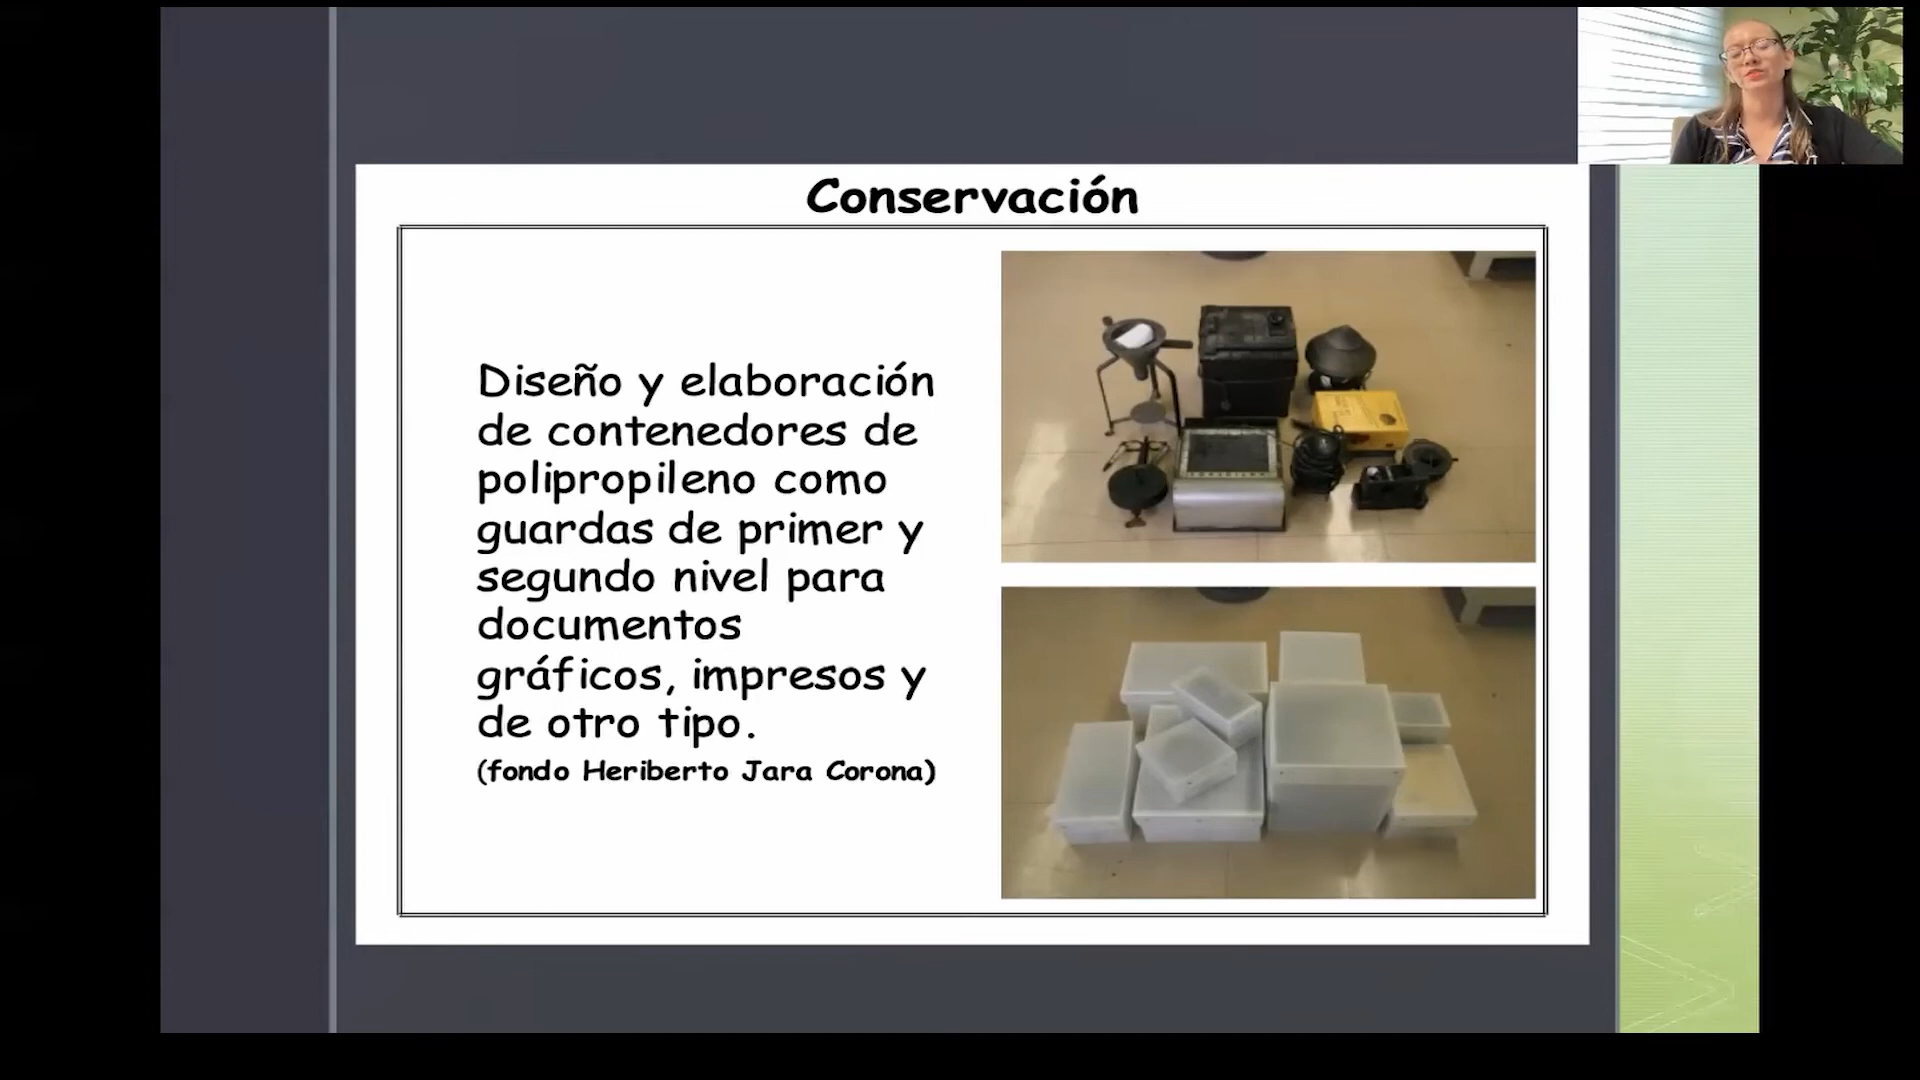 Conservación
Diseño y elaboración
de contenedores de
polipropileno como
guardas de primer y
segundo nivel para
documentos
gráficos, impresos y
de otro tipo.
(fondo Heriberto Jara Corona)